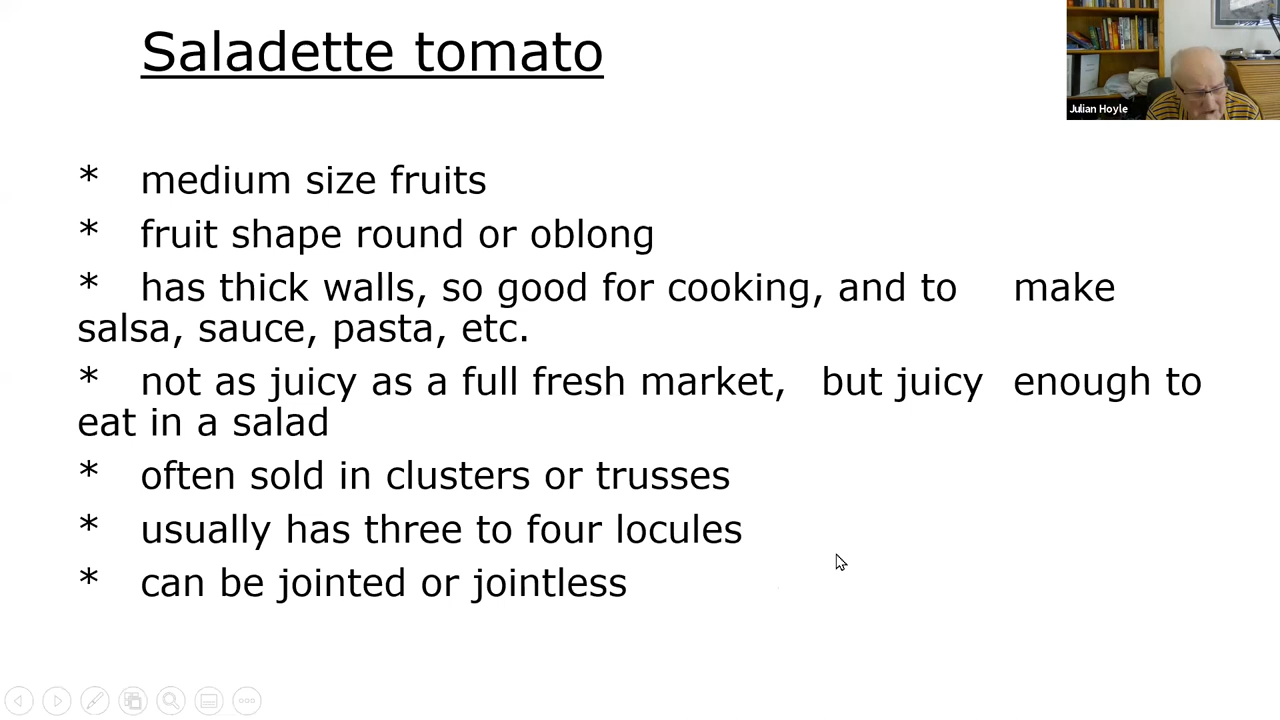 Saladette tomato
Julian Hoyle
* medium size fruits
* fruit shape round or oblong
* has thick walls, so good for cooking, and to make
salsa, sauce, pasta, etc.
* not as juicy as a full fresh market, but juicy enough to
eat in a salad
* often sold in clusters or trusses
* usually has three to four locules
* can be jointed or jointless